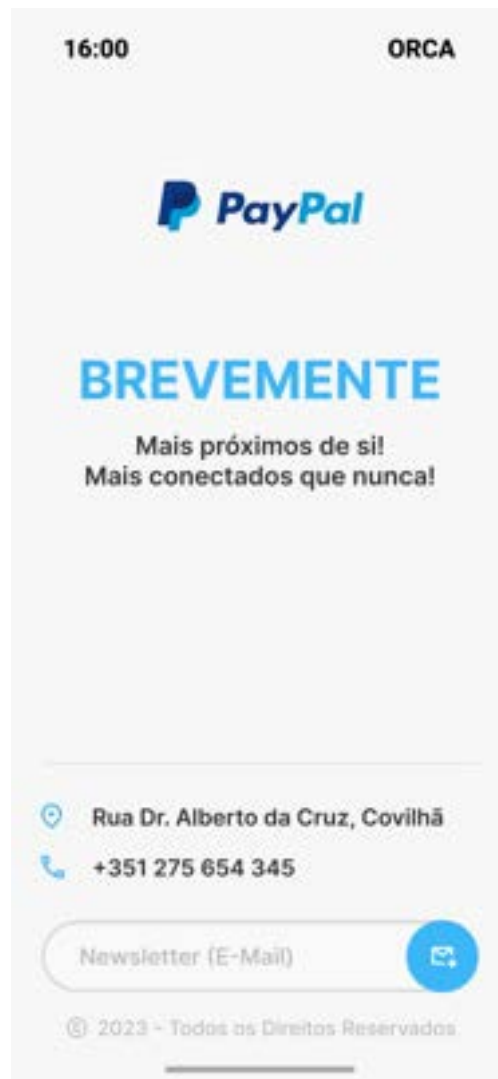 16:00 ORCA
PayPal
BREVEMENTE
Mais próximos de si!
Mais conectados que nunca!
Rua Dr. Alberto da Cruz, Covilhã
+351 275 654 345
Newsletter (E-Mail)
© 2023 - Todos os Direitos Reservados